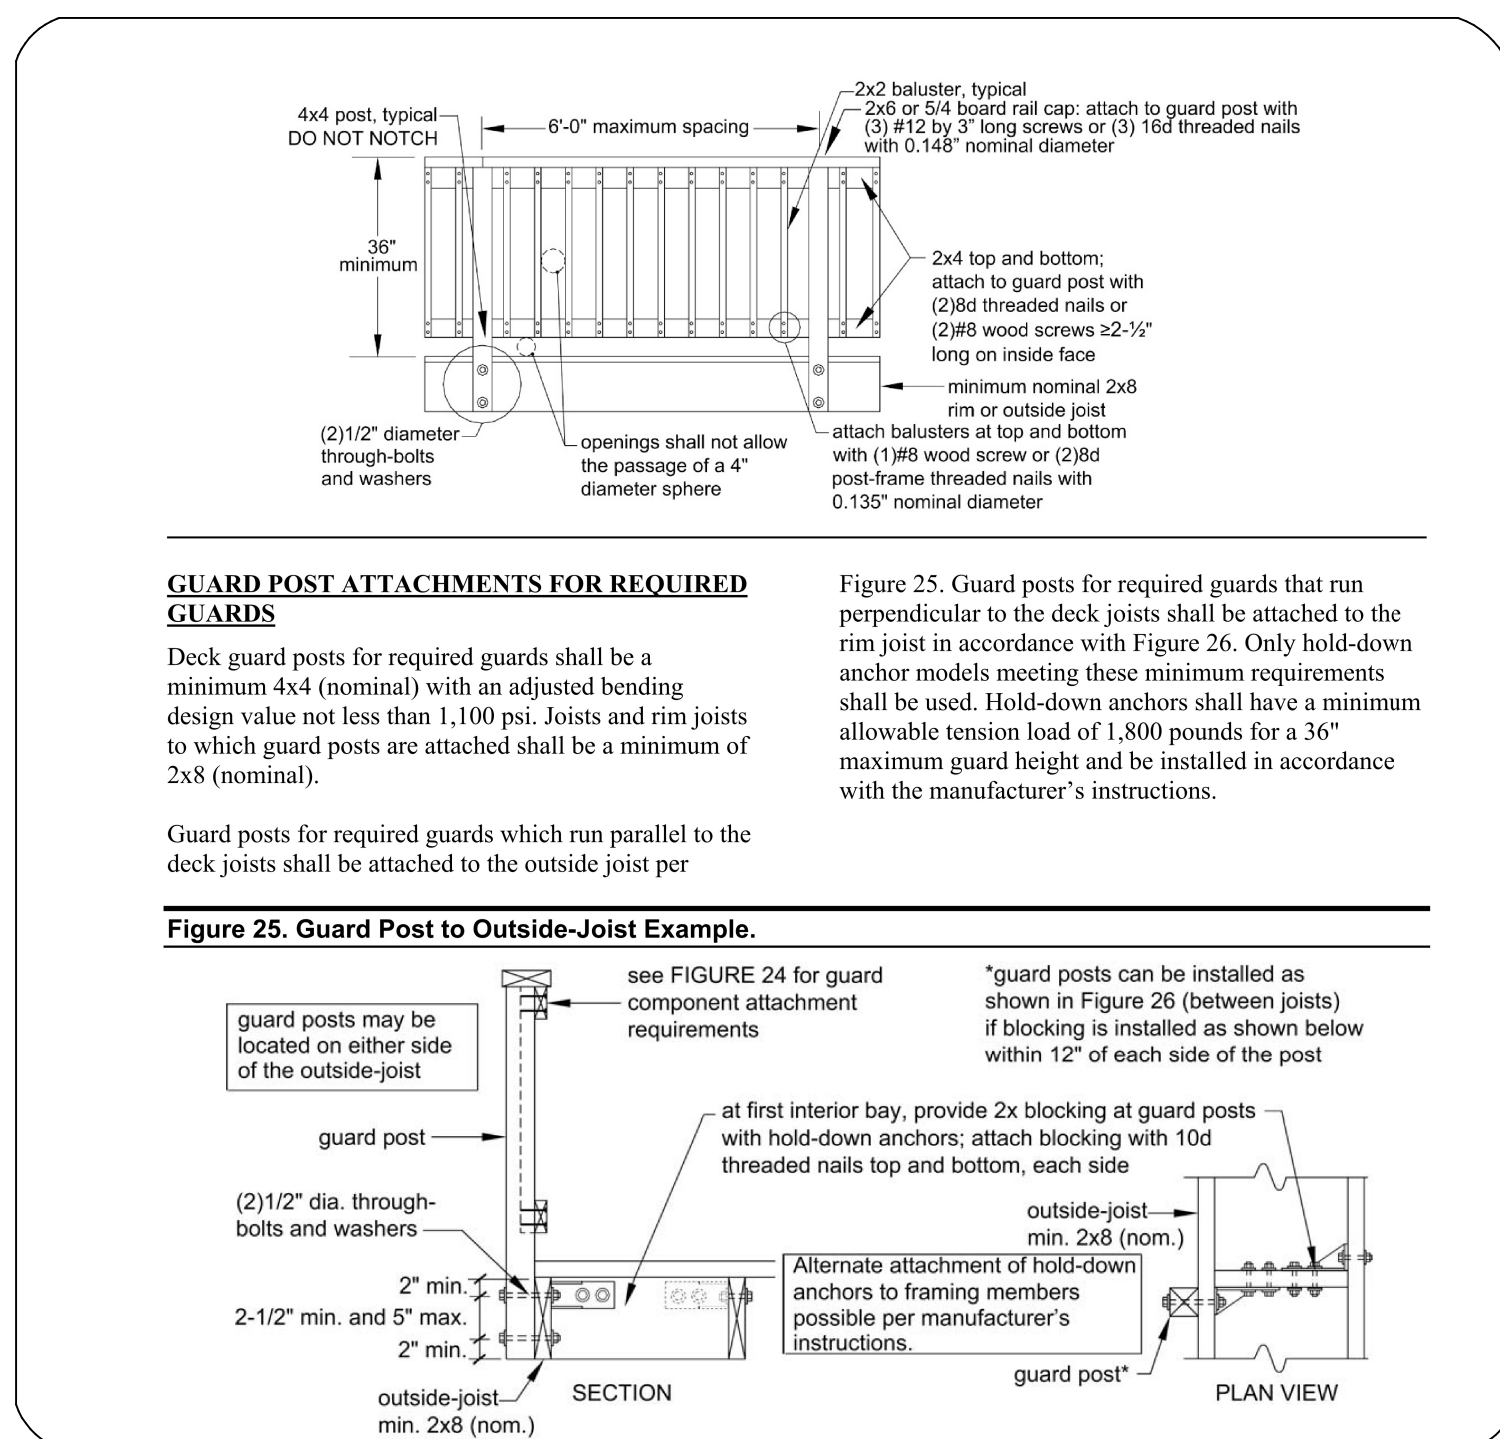 2x2 baluster, typical
2x6 or 5/4 board rail cap: attach to guard post with
(3) #12 by 3” long screws or (3) 16d threaded nails
with 0.148” nominal diameter
4x4 post, typical
DO NOT NOTCH
6'-0" maximum spacing
36"
minimum
2x4 top and bottom;
attach to guard post with
(2)8d threaded nails or
(2)#8 wood screws ≥2-½"
long on inside face
minimum nominal 2x8
rim or outside joist
(2)1/2" diameter
through-bolts
and washers
openings shall not allow
the passage of a 4"
diameter sphere
attach balusters at top and bottom
with (1)#8 wood screw or (2)8d
post-frame threaded nails with
0.135" nominal diameter
GUARD POST ATTACHMENTS FOR REQUIRED
GUARDS
Deck guard posts for required guards shall be a
minimum 4x4 (nominal) with an adjusted bending
design value not less than 1,100 psi. Joists and rim joists
to which guard posts are attached shall be a minimum of
2x8 (nominal).
Guard posts for required guards which run parallel to the
deck joists shall be attached to the outside joist per
Figure 25. Guard posts for required guards that run
perpendicular to the deck joists shall be attached to the
rim joist in accordance with Figure 26. Only hold-down
anchor models meeting these minimum requirements
shall be used. Hold-down anchors shall have a minimum
allowable tension load of 1,800 pounds for a 36"
maximum guard height and be installed in accordance
with the manufacturer’s instructions.
Figure 25. Guard Post to Outside-Joist Example.
see FIGURE 24 for guard
component attachment
requirements
*guard posts can be installed as
shown in Figure 26 (between joists)
if blocking is installed as shown below
within 12" of each side of the post
guard posts may be
located on either side
of the outside-joist
guard post
at first interior bay, provide 2x blocking at guard posts
with hold-down anchors; attach blocking with 10d
threaded nails top and bottom, each side
(2)1/2" dia. through-
bolts and washers
outside-joist
min. 2x8 (nom.)
2" min.
2-1/2" min. and 5" max.
2" min.
Alternate attachment of hold-down
anchors to framing members
possible per manufacturer’s
instructions.
guard post*
outside-joist
min. 2x8 (nom.)
SECTION
PLAN VIEW